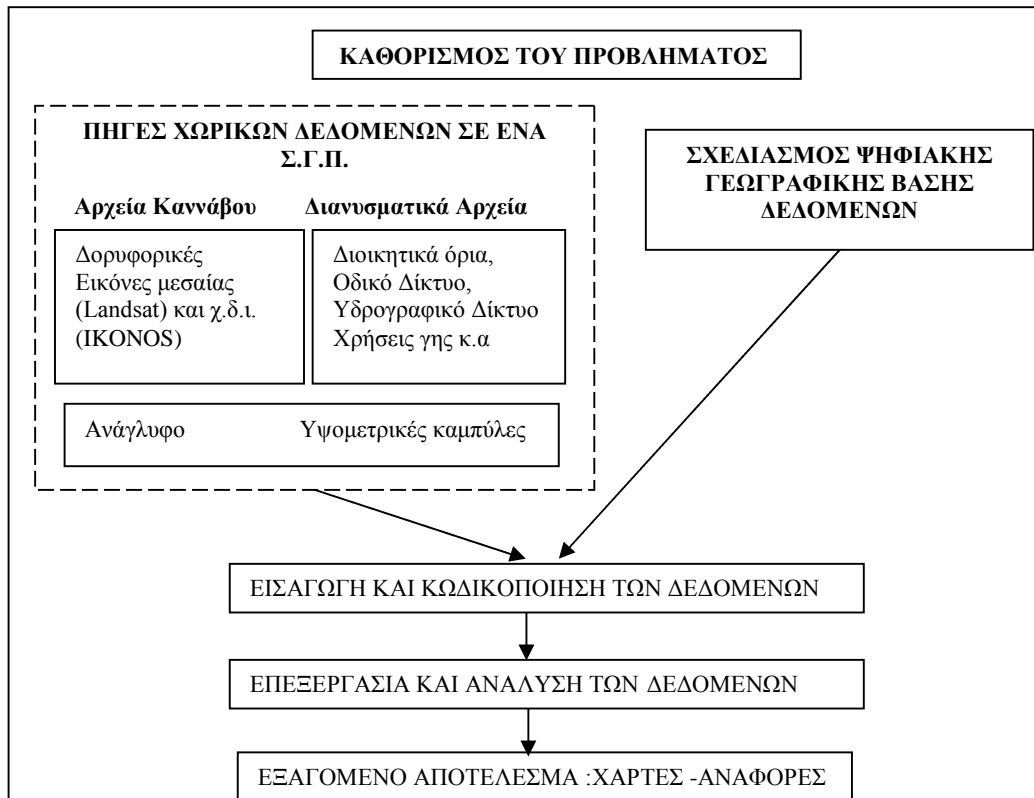 ΚΑΘΟΡΙΣΜΟΣ ΤΟΥ ΠΡΟΒΛΗΜΑΤΟΣ
ΠΗΓΕΣ ΧΩΡΙΚΩΝ ΔΕΔΟΜΕΝΩΝ ΣΕ ΕΝΑ
Σ.Γ.Π.
Αρχεία Καννάβου
Δορυφορικές
Εικόνες μεσαίας
(Landsat) και χ.δ.ι.
(IKONOS)
Διανυσματικά Αρχεία
Διοικητικά όρια,
Οδικό Δίκτυο,
Υδρογραφικό Δίκτυο
Χρήσεις γης κ.α
Ανάγλυφο Υψομετρικές καμπύλες
ΣΧΕΔΙΑΣΜΟΣ ΨΗΦΙΑΚΗΣ
ΓΕΩΓΡΑΦΙΚΗΣ ΒΑΣΗΣ
ΔΕΔΟΜΕΝΩΝ
ΕΙΣΑΓΩΓΗ ΚΑΙ ΚΩΔΙΚΟΠΟΙΗΣΗ ΤΩΝ ΔΕΔΟΜΕΝΩΝ
ΕΠΕΞΕΡΓΑΣΙΑ ΚΑΙ ΑΝΑΛΥΣΗ ΤΩΝ ΔΕΔΟΜΕΝΩΝ
ΕΞΑΓΟΜΕΝΟ ΑΠΟΤΕΛΕΣΜΑ :ΧΑΡΤΕΣ -ΑΝΑΦΟΡΕΣ